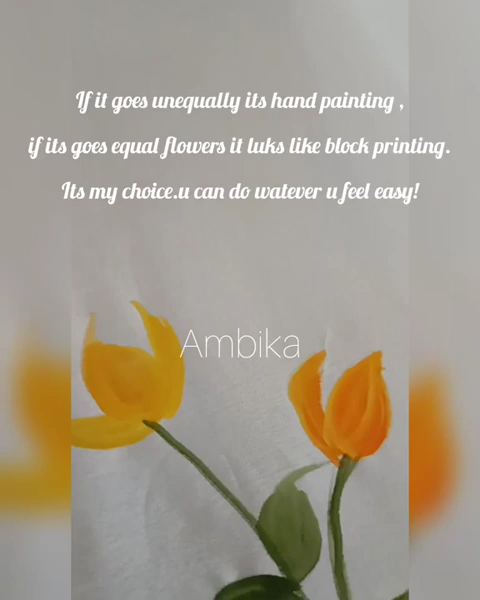 If it goes unequally its hand painting ,
if its goes equal flowers it luks like block printing.
Its my choice.u can do watever u feel easy!
Ambika